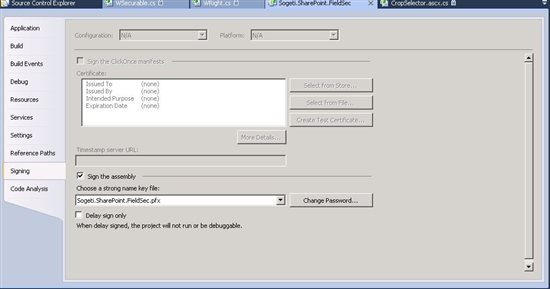 Source Control Explorer WSecurable.cs WRight.cs Sogeti.SharePoint.FieldSec CropSelector.ascx.cs
Application
Configuration: N/A Platform: N/A
Build
Build Events
Sign the ClickOnce manifests
Debug
Certificate:
Resources
Issued To (none)
Issued By (none)
Intended Purpose (none)
Expiration Date (none)
Select from Store...
Services
Select from File...
Settings
Create Test Certificate...
Reference Paths
More Details...
Timestamp server URL:
Signing
Sign the assembly
Code Analysis
Choose a strong name key file:
Sogeti.SharePoint.FieldSec.pfx Change Password...
Delay sign only
When delay signed, the project will not run or be debuggable.